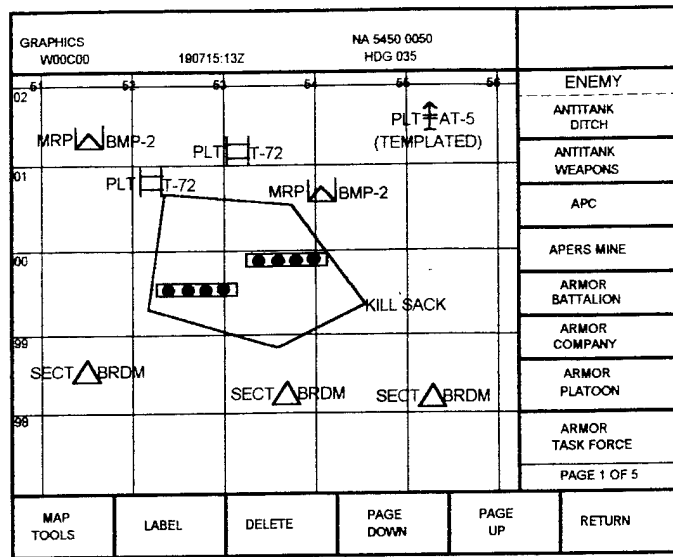 GRAPHICS
W00C00
190715:13Z
NA 5450 0050
HDG 035
51 52 53 54 55 56
02
01
00
99
98
MRP BMP-2
PLT T-72
PLT AT-5
(TEMPLATED)
PLT T-72
MRP BMP-2
KILL SACK
SECT BRDM
SECT BRDM
SECT BRDM
ENEMY
ANTITANK
DITCH
ANTITANK
WEAPONS
APC
APERS MINE
ARMOR
BATTALION
ARMOR
COMPANY
ARMOR
PLATOON
ARMOR
TASK FORCE
PAGE 1 OF 5
MAP
TOOLS
LABEL
DELETE
PAGE
DOWN
PAGE
UP
RETURN